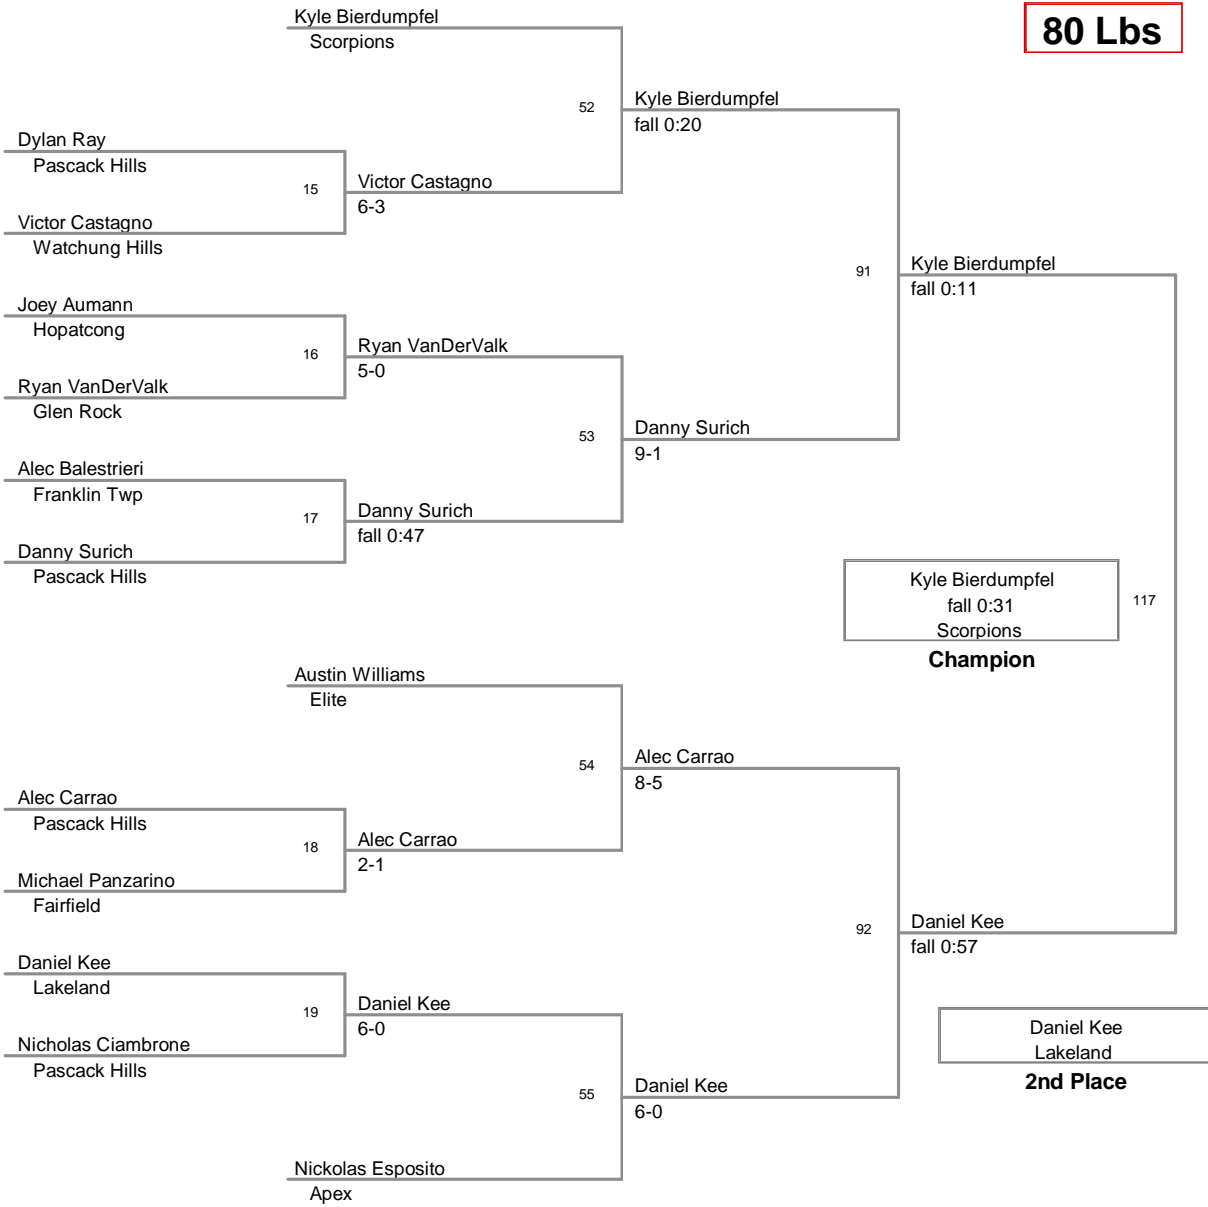 Kyle Bierdumpfel
Scorpions
80 Lbs
52
Kyle Bierdumpfel
fall 0:20
Dylan Ray
Pascack Hills
15
Victor Castagno
6-3
Victor Castagno
Watchung Hills
91
Kyle Bierdumpfel
fall 0:11
Joey Aumann
Hopatcong
16
Ryan VanDerValk
5-0
Ryan VanDerValk
Glen Rock
53
Danny Surich
9-1
Alec Balestrieri
Franklin Twp
17
Danny Surich
fall 0:47
Danny Surich
Pascack Hills
Kyle Bierdumpfel
fall 0:31
Scorpions
117
Champion
Austin Williams
Elite
54
Alec Carrao
8-5
Alec Carrao
Pascack Hills
18
Alec Carrao
2-1
Michael Panzarino
Fairfield
92
Daniel Kee
fall 0:57
Daniel Kee
Lakeland
19
Daniel Kee
6-0
Nicholas Ciambrone
Pascack Hills
Daniel Kee
Lakeland
2nd Place
55
Daniel Kee
6-0
Nickolas Esposito
Apex